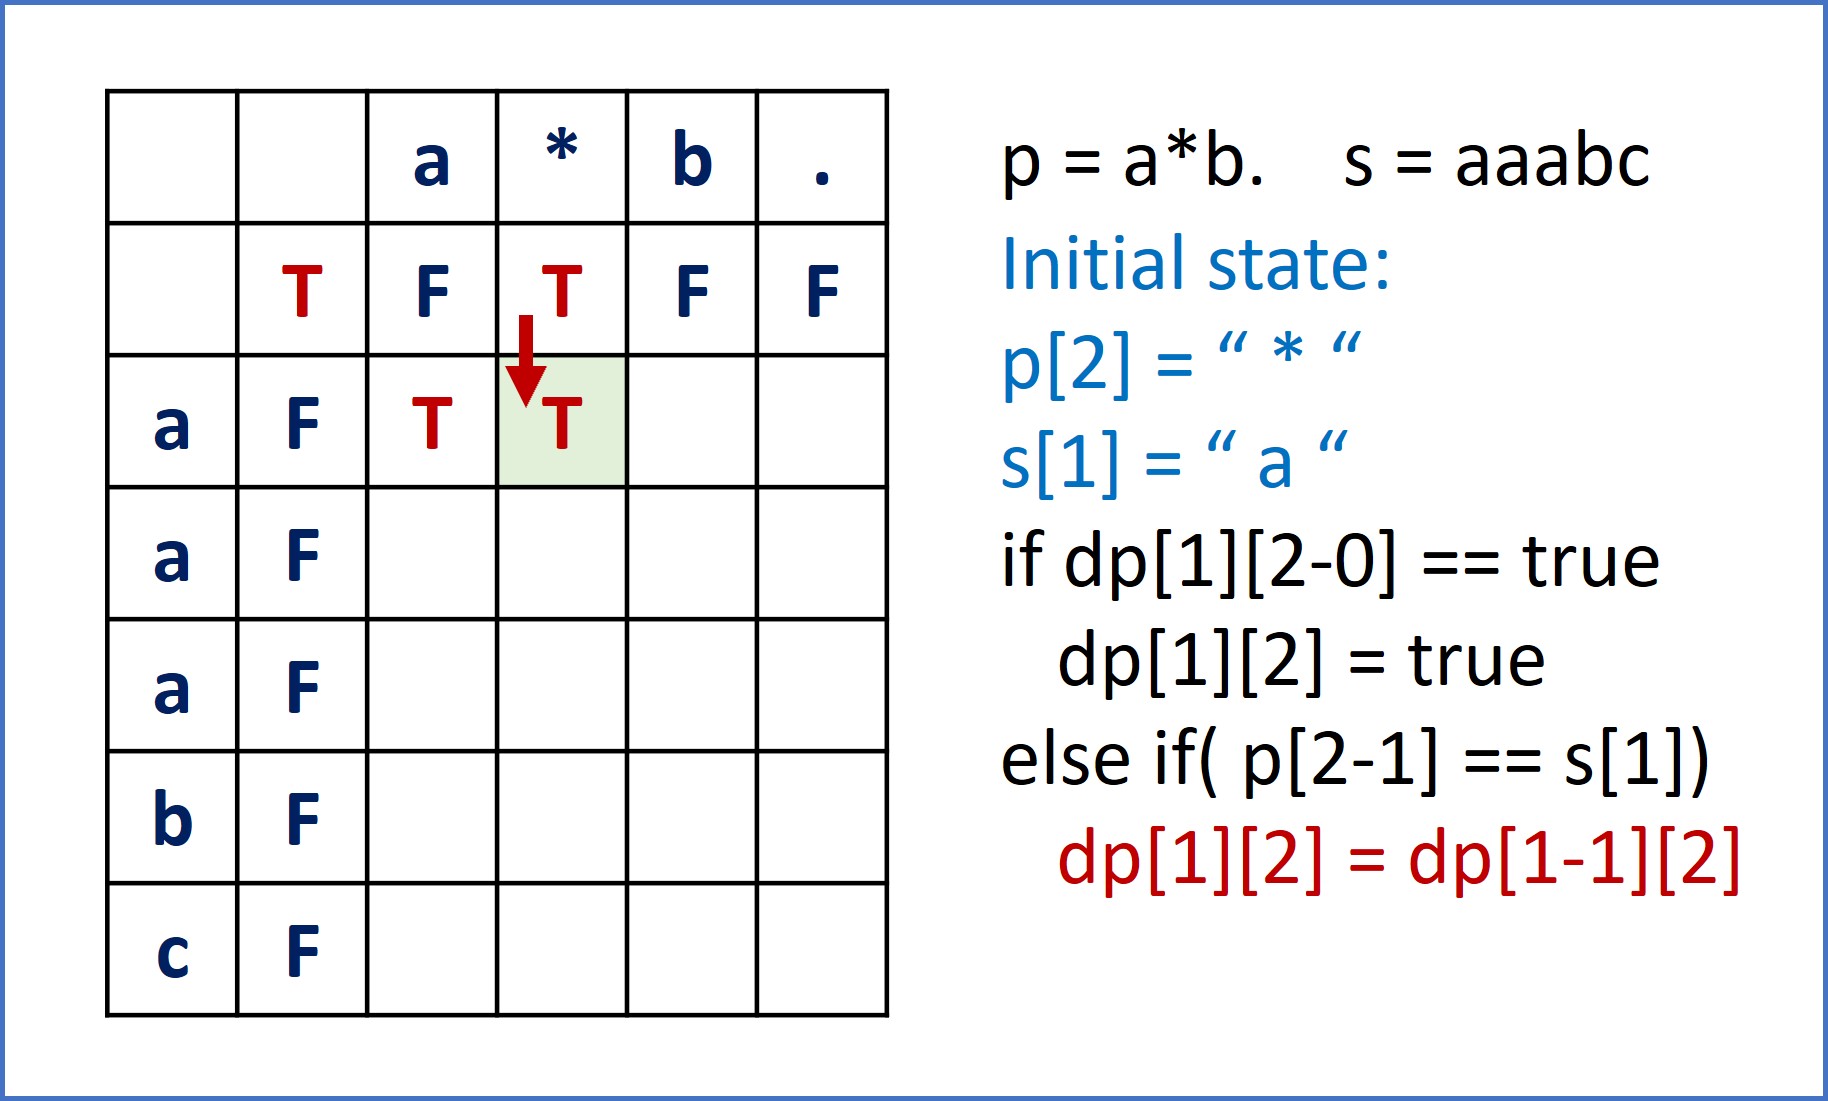 a * b .
T F T F F
a F T T
a F
a F
b F
c F
p = a*b. s = aaabc
Initial state:
p[2] = “ * “
s[1] = “ a “
if dp[1][2-0] == true
dp[1][2] = true
else if( p[2-1] == s[1])
dp[1][2] = dp[1-1][2]